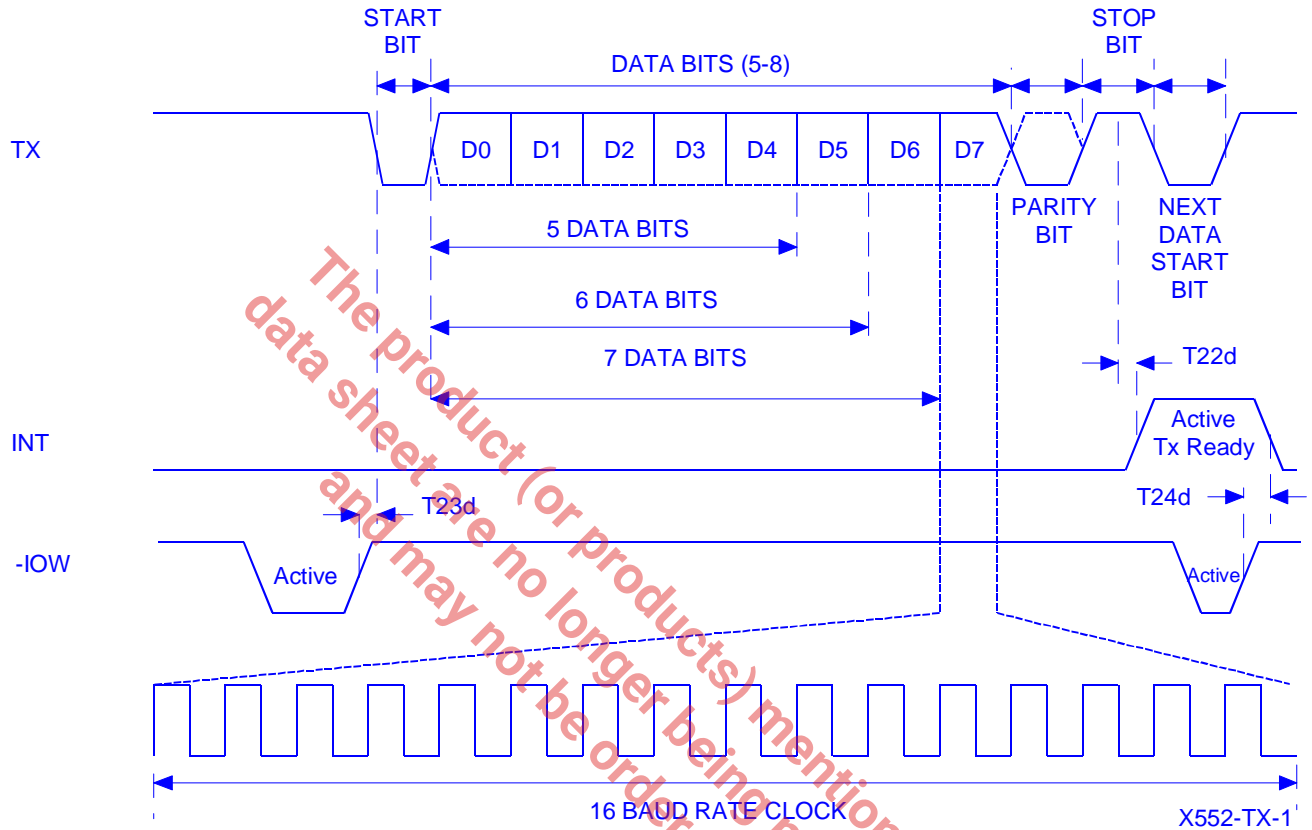 START
BIT
STOP
BIT
DATA BITS (5-8)
TX
D0 D1 D2 D3 D4 D5 D6 D7
PARITY
BIT
NEXT
DATA
START
BIT
5 DATA BITS
6 DATA BITS
7 DATA BITS
T22d
INT
Active
Tx Ready
T23d
T24d
-IOW
Active
Active
16 BAUD RATE CLOCK
X552-TX-1
The product (or products) mention
data sheet are no longer being
and may not be order